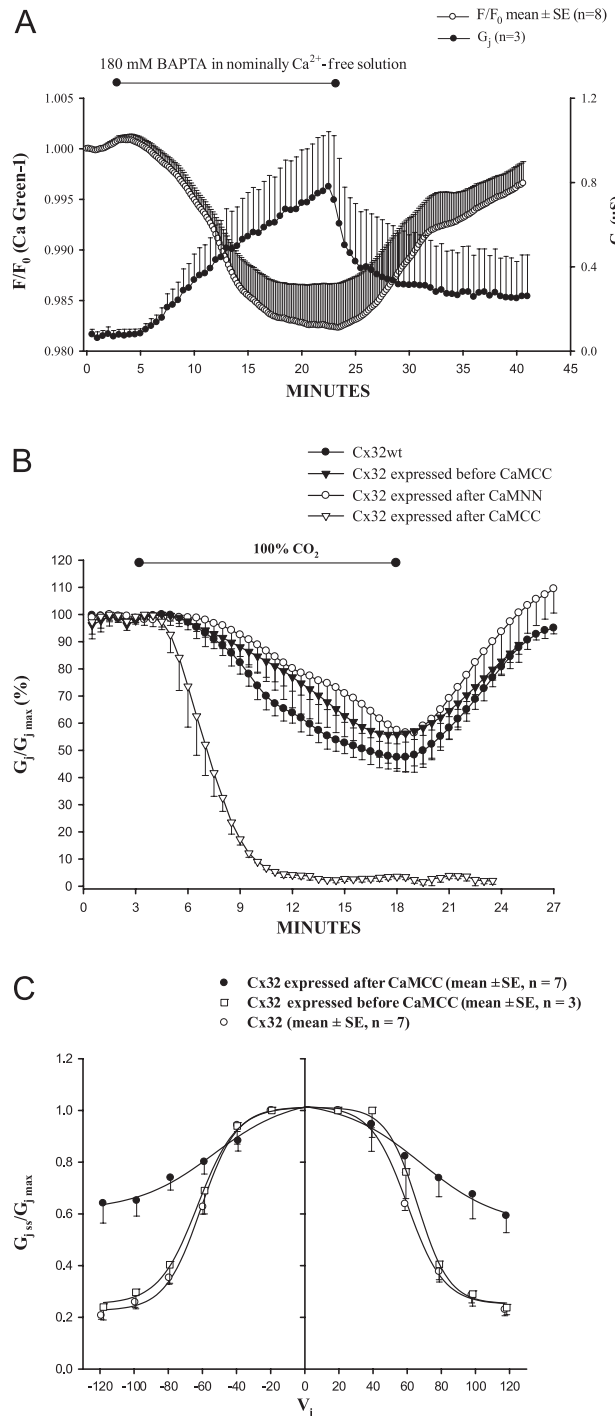 A
F/F0 mean ± SE (n=8)
Gj (n=3)
180 mM BAPTA in nominally Ca2+-free solution
1.005
1.000
0.995
0.990
0.985
0.980
F/F0 (Ca Green-1)
1.2
0.8
0.4
0.0
0 5 10 15 20 25 30 35 40 45
MINUTES
B
Cx32wt
Cx32 expressed before CaMCC
Cx32 expressed after CaMNN
Cx32 expressed after CaMCC
100% CO2
120
110
100
90
80
70
60
50
40
30
20
10
0
Gj/Gj max (%)
0 3 6 9 12 15 18 21 24 27
MINUTES
C
Cx32 expressed after CaMCC (mean ±SE, n = 7)
Cx32 expressed before CaMCC (mean ±SE, n = 3)
Cx32 (mean ± SE, n = 7)
1.2
1.0
0.8
0.6
0.4
0.2
0.0
Gj ss/Gj max
-120 -100 -80 -60 -40 -20 0 20 40 60 80 100 120
Vj